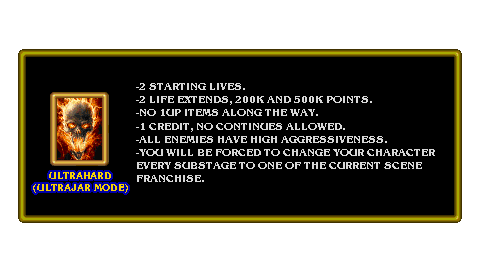 -2 STARTING LIVES.
-2 LIFE EXTENDS, 200K AND 500K POINTS.
-NO 1UP ITEMS ALONG THE WAY.
-1 CREDIT, NO CONTINUES ALLOWED.
-ALL ENEMIES HAVE HIGH AGGRESSIVENESS.
-YOU WILL BE FORCED TO CHANGE YOUR CHARACTER
EVERY SUBSTAGE TO ONE OF THE CURRENT SCENE
FRANCHISE.
ULTRAHARD
(ULTRAJAR MODE)